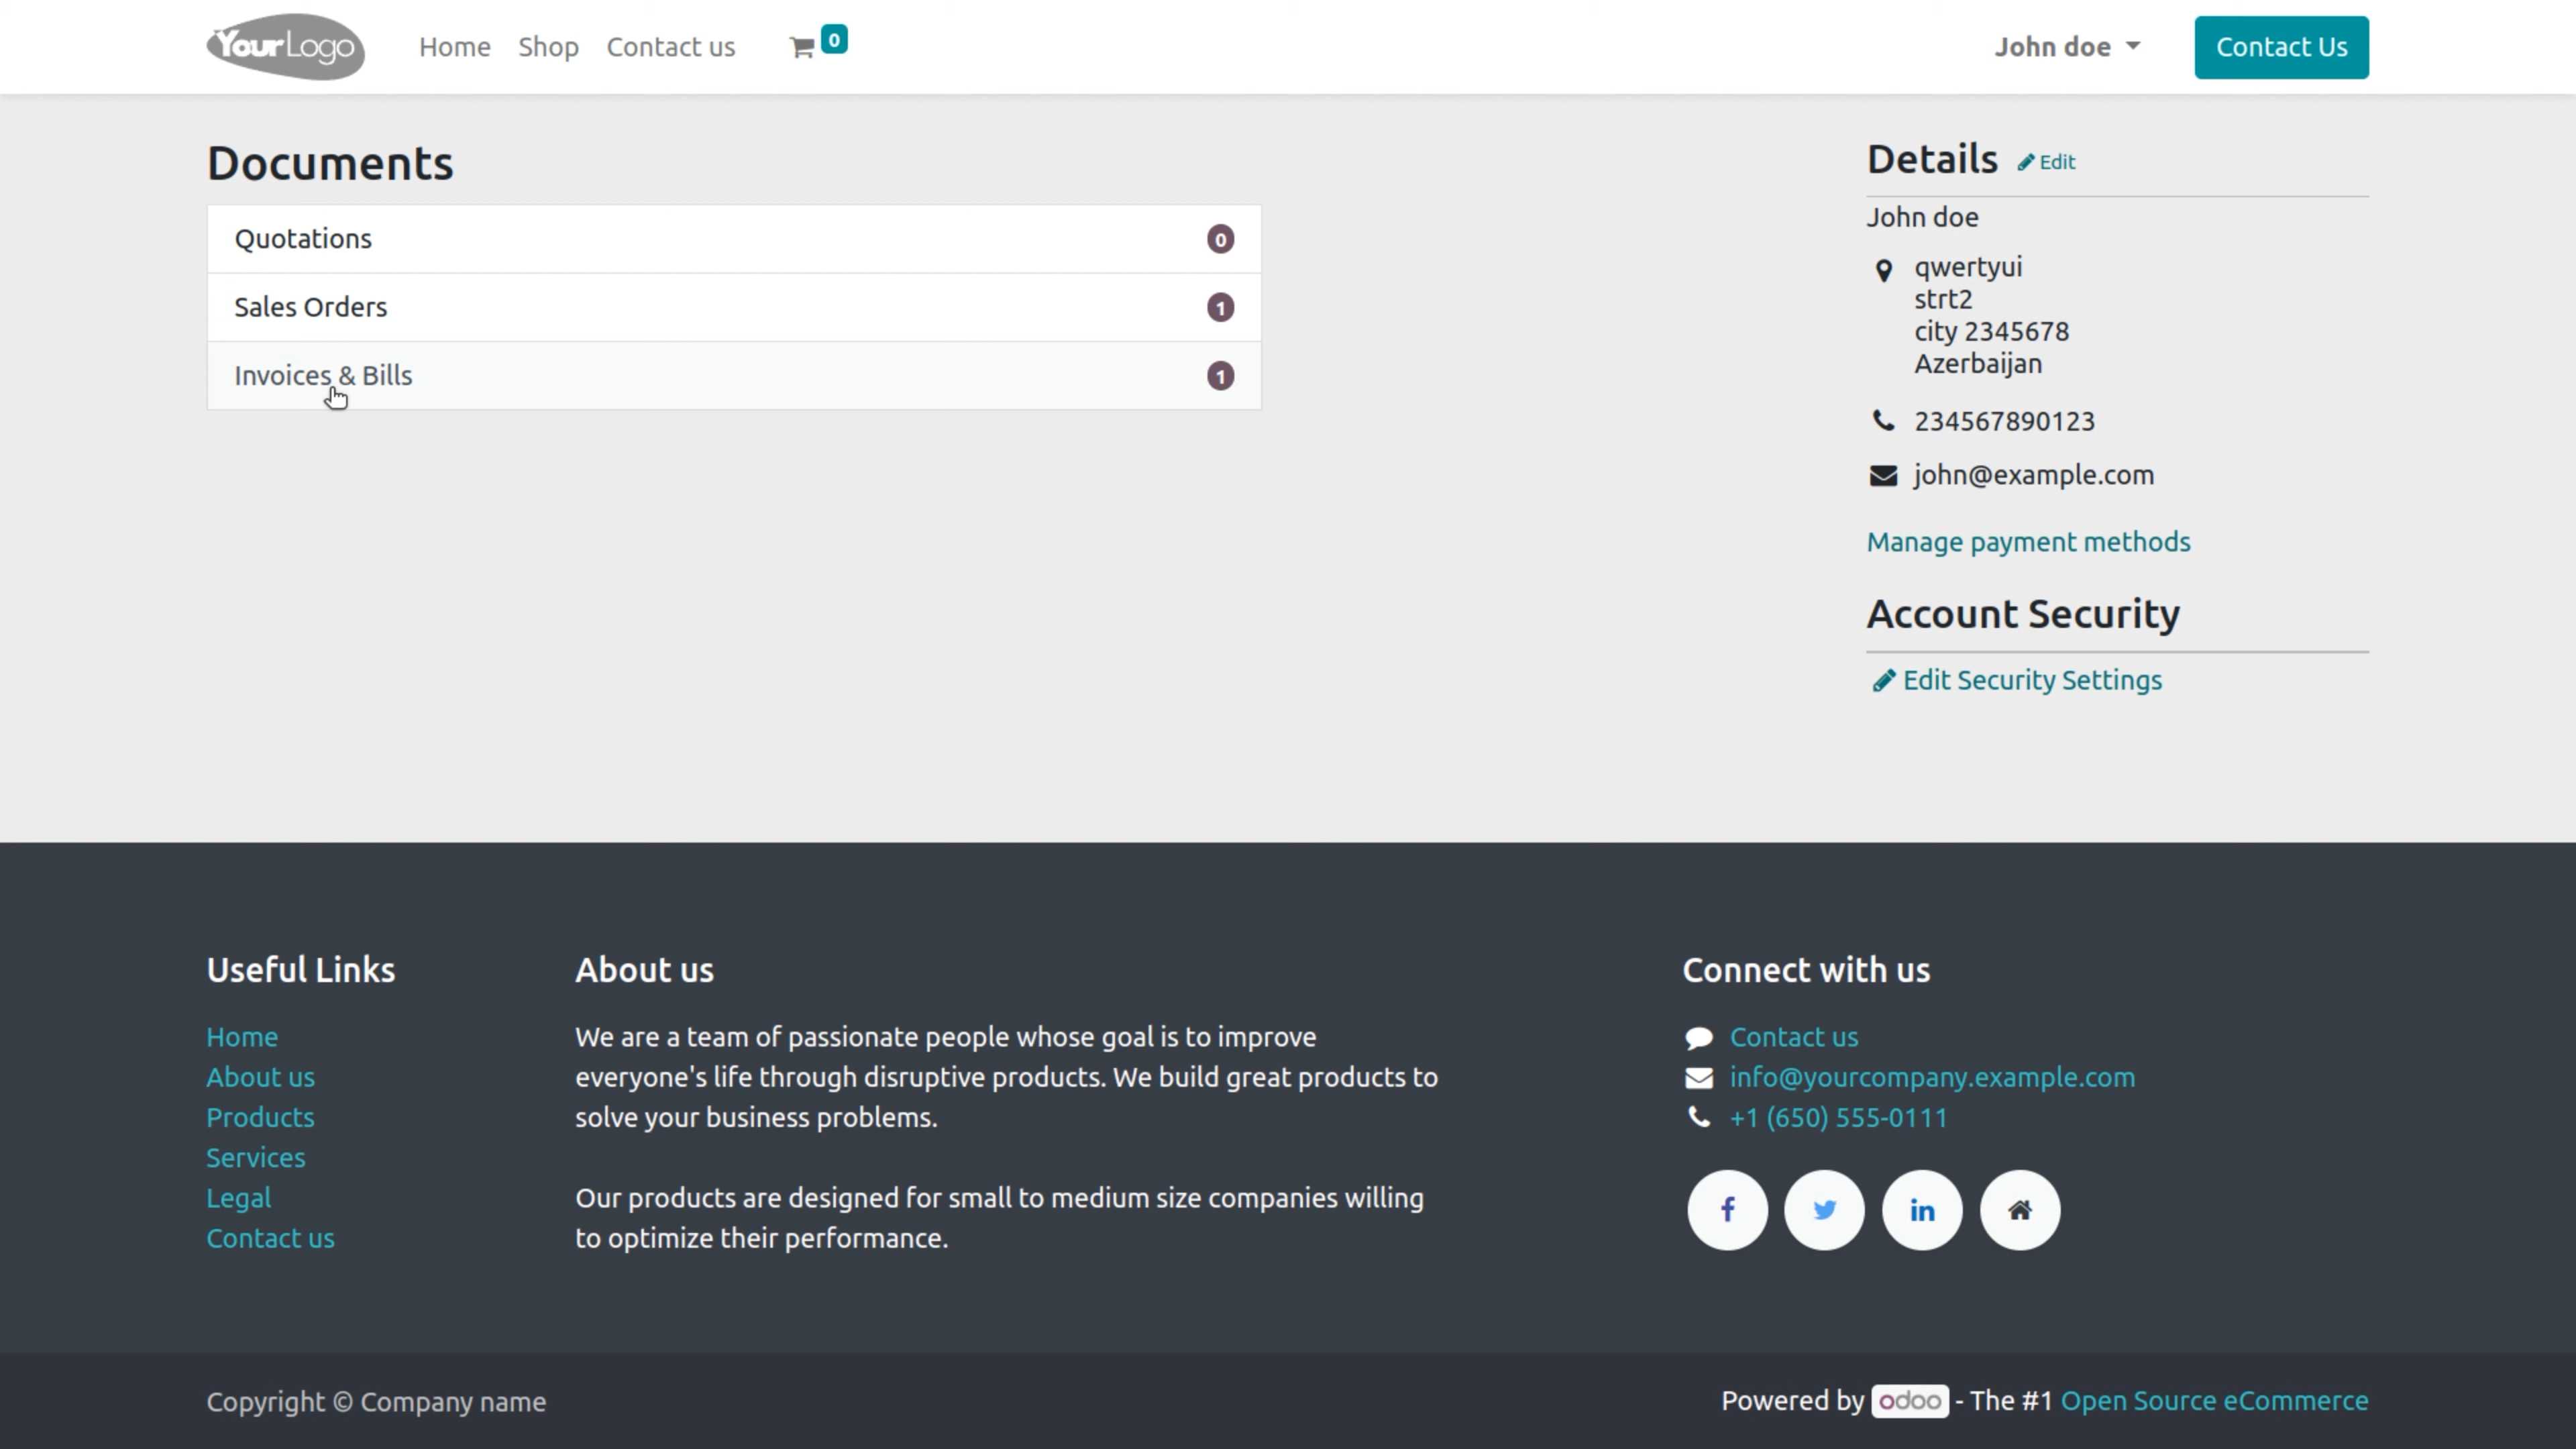 YourLogo Home Shop Contact us 0 John doe Contact Us
Documents
Quotations 0
Sales Orders 1
Invoices & Bills 1
Details Edit
John doe
qwertyui
strt2
city 2345678
Azerbaijan
234567890123
john@example.com
Manage payment methods
Account Security
Edit Security Settings
Useful Links
Home
About us
Products
Services
Legal
Contact us
About us
We are a team of passionate people whose goal is to improve
everyone's life through disruptive products. We build great products to
solve your business problems.
Our products are designed for small to medium size companies willing
to optimize their performance.
Connect with us
Contact us
info@yourcompany.example.com
+1 (650) 555-0111
f in
Copyright © Company name
Powered by odoo - The #1 Open Source eCommerce